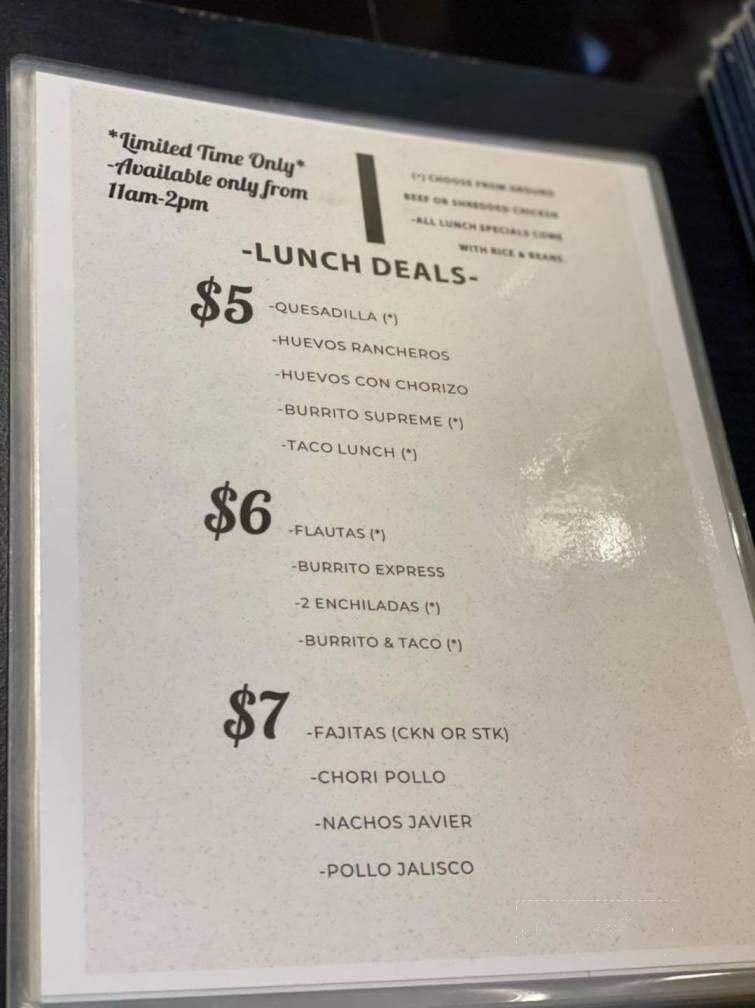 *Limited Time Only*
-Available only from
11am-2pm
(*) CHOOSE FROM GROUND
BEEF OR SHREDDED CHICKEN
-ALL LUNCH SPECIALS COME
WITH RICE & BEANS.
-LUNCH DEALS-
$5 -QUESADILLA (*)
-HUEVOS RANCHEROS
-HUEVOS CON CHORIZO
-BURRITO SUPREME (*)
-TACO LUNCH (*)
$6 -FLAUTAS (*)
-BURRITO EXPRESS
-2 ENCHILADAS (*)
-BURRITO & TACO (*)
$7 -FAJITAS (CKN OR STK)
-CHORI POLLO
-NACHOS JAVIER
-POLLO JALISCO